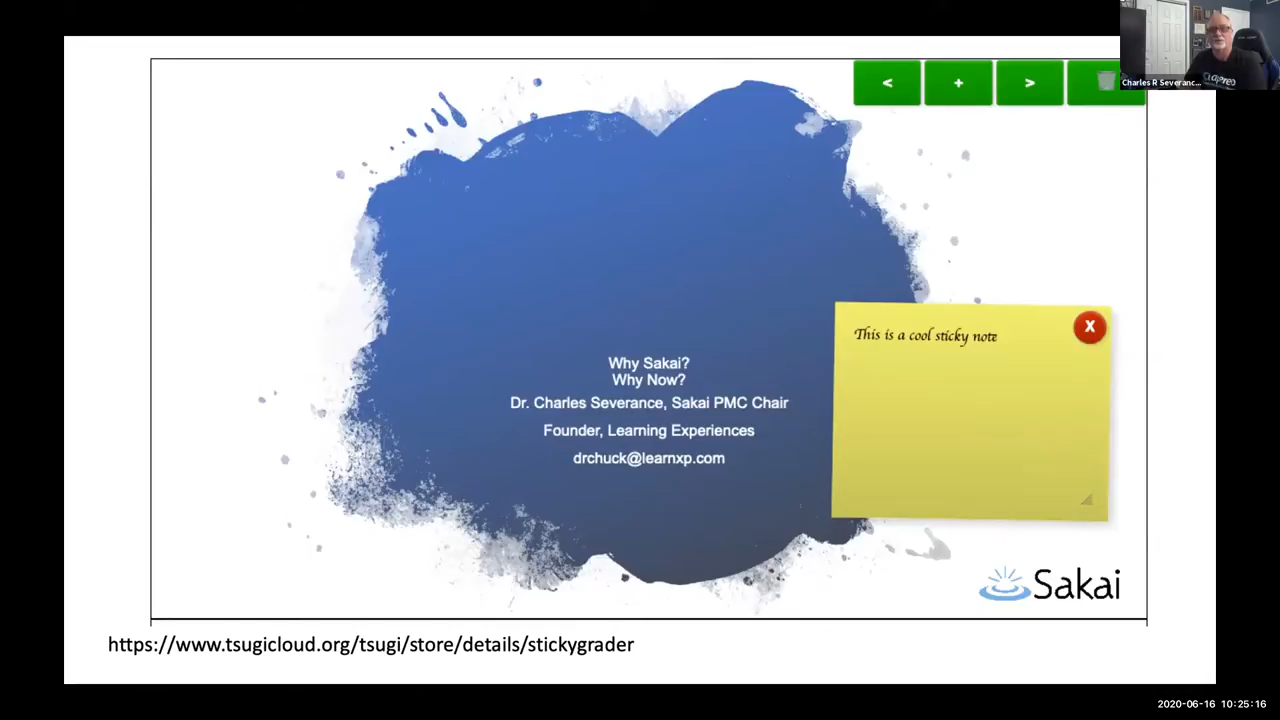 <
+
>
Charles R Severanc...
This is a cool sticky note
X
Why Sakai?
Why Now?
Dr. Charles Severance, Sakai PMC Chair
Founder, Learning Experiences
drchuck@learnxp.com
Sakai
https://www.tsugicloud.org/tsugi/store/details/stickygrader
2020-06-16 10:25:16